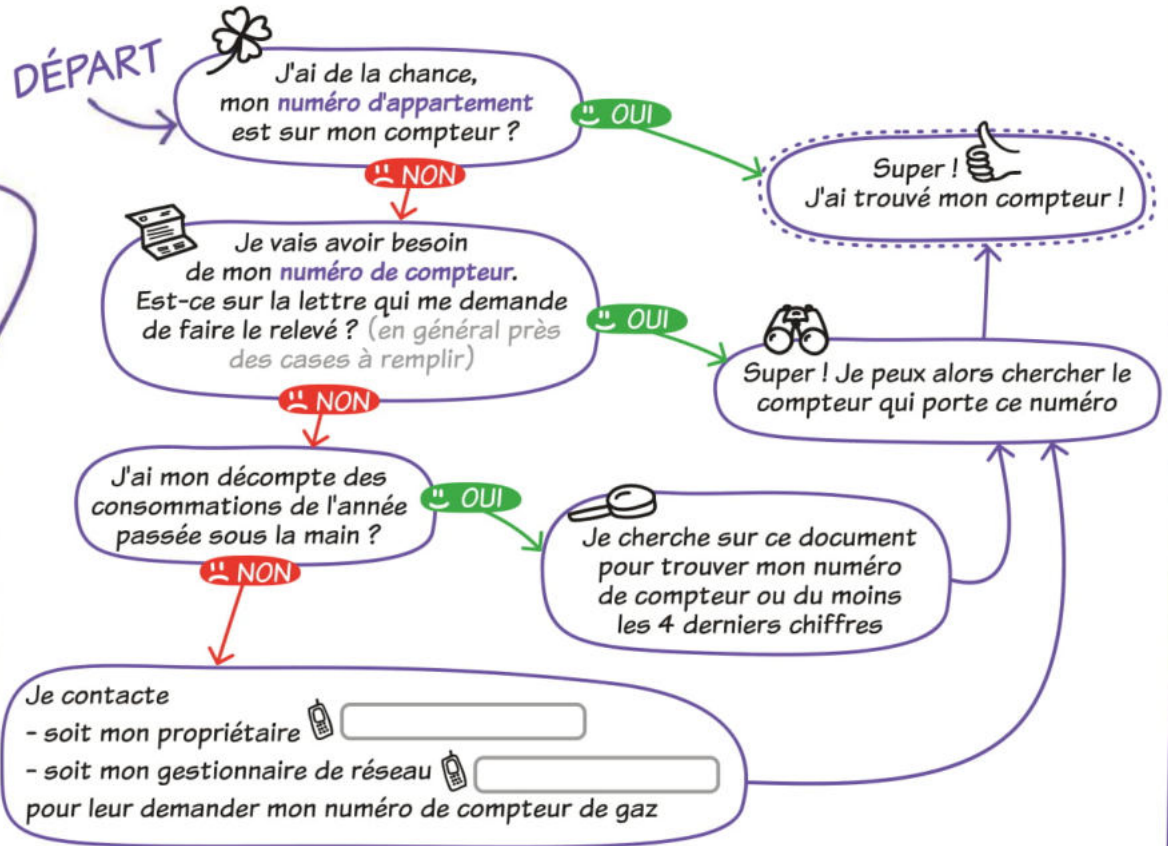 DÉPART
J'ai de la chance,
mon numéro d'appartement
est sur mon compteur ?
OUI
NON
Super !
J'ai trouvé mon compteur !
Je vais avoir besoin
de mon numéro de compteur.
Est-ce sur la lettre qui me demande
de faire le relevé ? (en général près
des cases à remplir)
OUI
NON
Super ! Je peux alors chercher le
compteur qui porte ce numéro
J'ai mon décompte des
consommations de l'année
passée sous la main ?
OUI
NON
Je cherche sur ce document
pour trouver mon numéro
de compteur ou du moins
les 4 derniers chiffres
Je contacte
- soit mon propriétaire
- soit mon gestionnaire de réseau
pour leur demander mon numéro de compteur de gaz